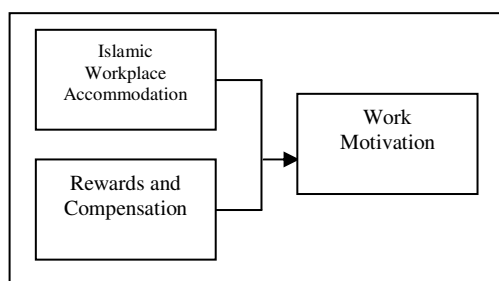 Islamic
Workplace
Accommodation
Work
Motivation
Rewards and
Compensation